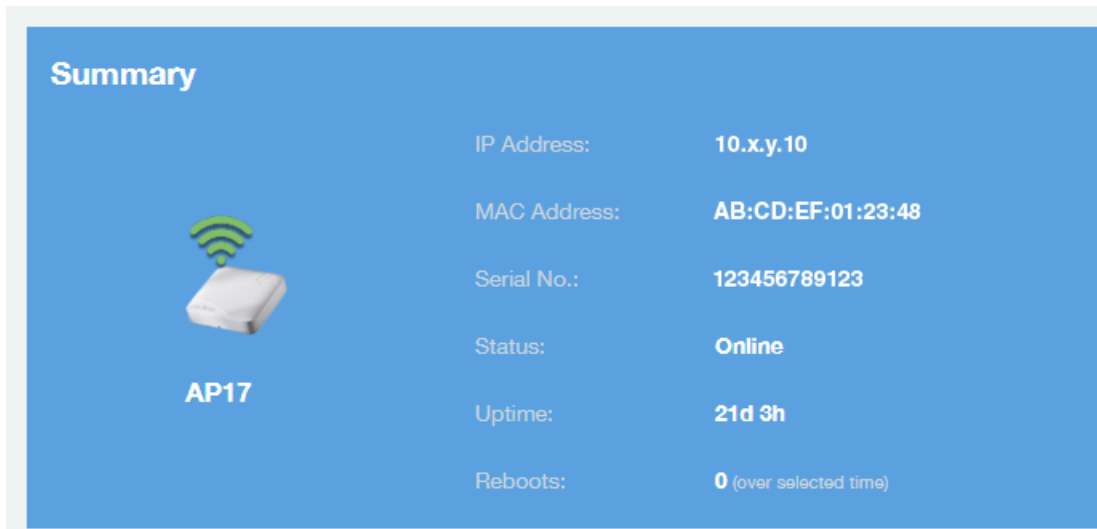 Summary
IP Address: 10.x.y.10
MAC Address: AB:CD:EF:01:23:48
Serial No.: 123456789123
Status: Online
AP17
Uptime: 21d 3h
Reboots: 0 (over selected time)